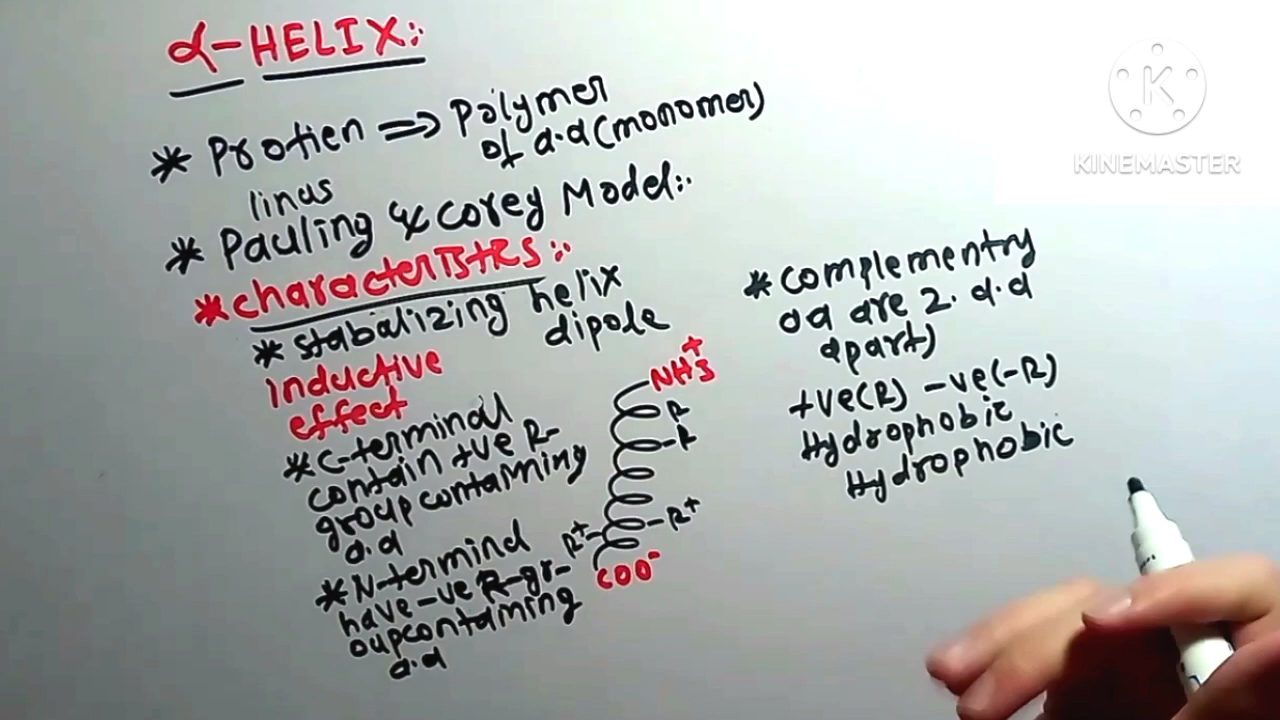 α-HELIX:
* Protien ⇒ Polymer
of a.a (monomer)
linus
* Pauling & corey Model:
* characteristics:
* stabalizing helix
dipole
inductive
effect
* C-terminal
contain +ve R-
group containing
a.a
* N-terminal
have -ve R-gr-
oupcontaining
a.a
NH3+
R
-R
-R+
R+-
COO-
* complementry
aa are 2. a.a
apart)
+ve(R) -ve(-R)
Hydrophobic
Hydrophobic
K
KINEMASTER